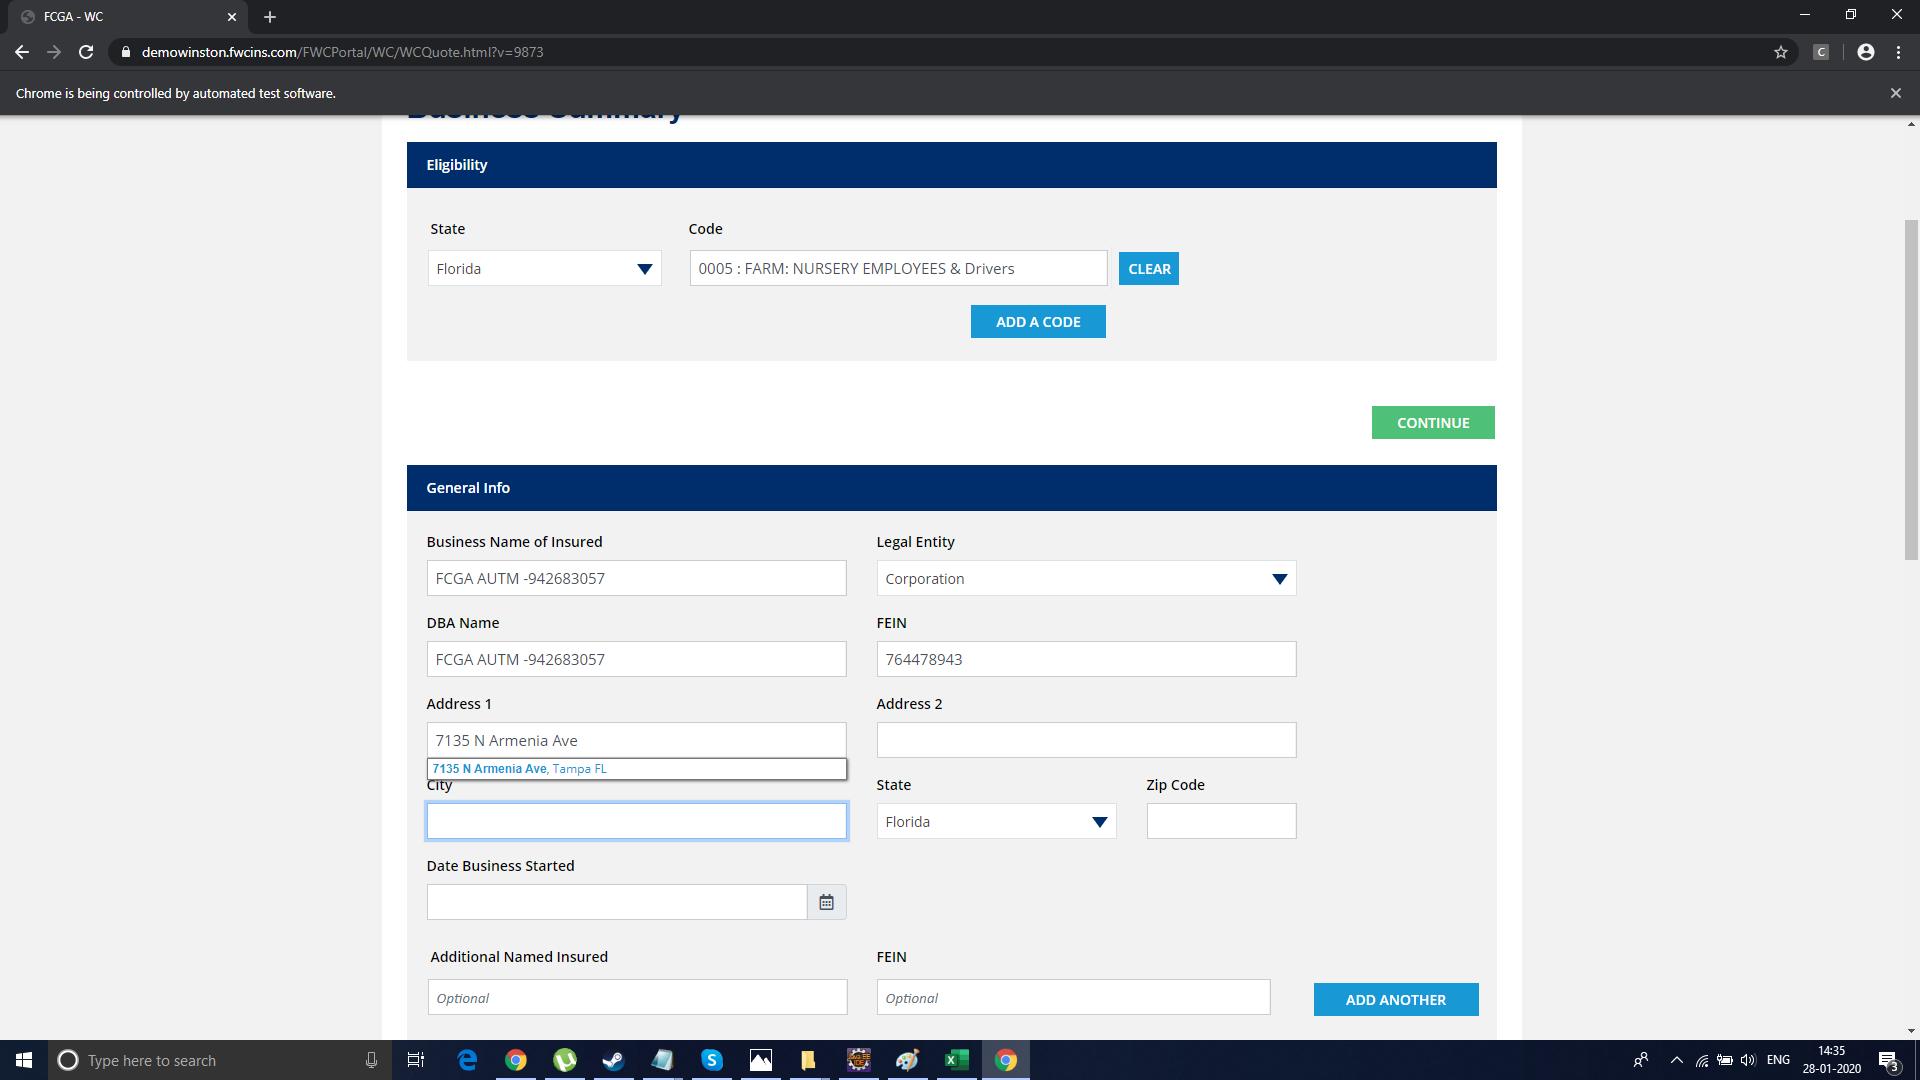 FCGA - WC
demowinston.fwcins.com/FWCPortal/WC/WCQuote.html?v=9873
C
Chrome is being controlled by automated test software.
Business Summary
Eligibility
State
Code
Florida
0005 : FARM: NURSERY EMPLOYEES & Drivers
CLEAR
ADD A CODE
CONTINUE
General Info
Business Name of Insured
Legal Entity
FCGA AUTM -942683057
Corporation
DBA Name
FEIN
FCGA AUTM -942683057
764478943
Address 1
Address 2
7135 N Armenia Ave
7135 N Armenia Ave, Tampa FL
City
State
Zip Code
Florida
Date Business Started
Additional Named Insured
FEIN
Optional
Optional
ADD ANOTHER
Type here to search
ENG
14:35
28-01-2020
3